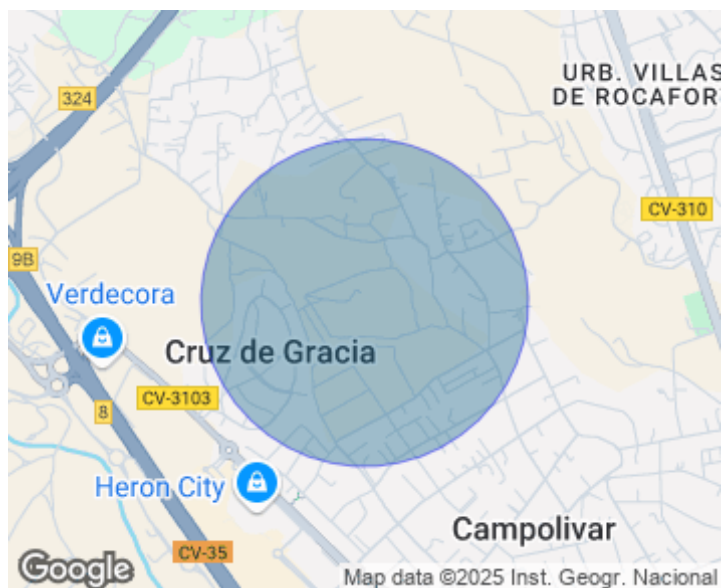 URB. VILLAS
DE ROCAFOR
324
CV-310
9B
Verdecora
Cruz de Gracia
CV-3103
8
Heron City
Campolivar
CV-35
Google
Map data ©2025 Inst. Geogr. Nacional